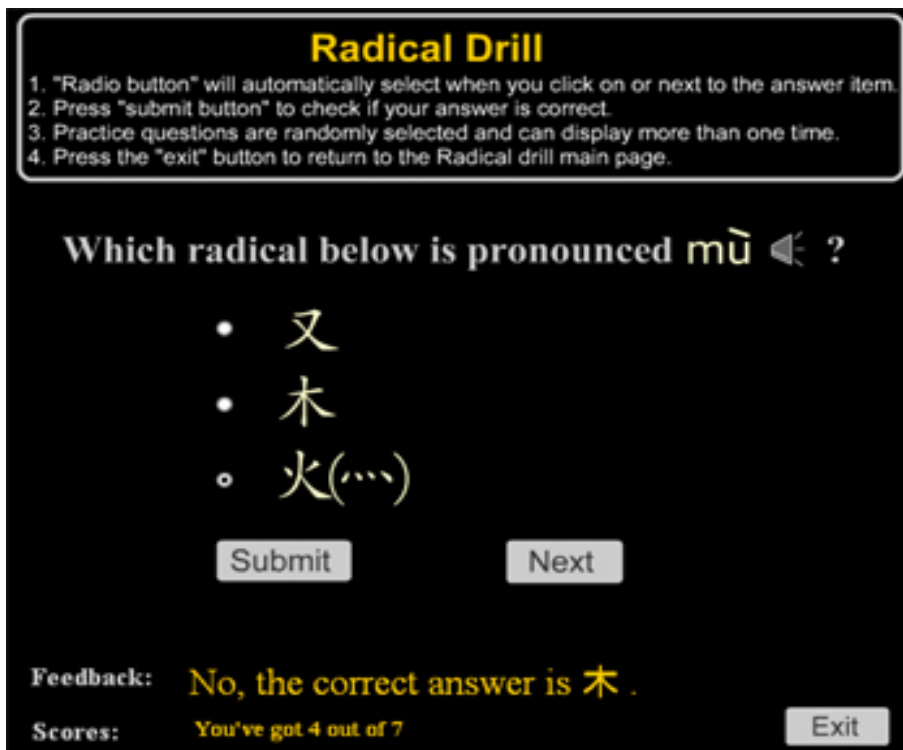 Radical Drill
1. "Radio button" will automatically select when you click on or next to the answer item.
2. Press "submit button" to check if your answer is correct.
3. Practice questions are randomly selected and can display more than one time.
4. Press the "exit" button to return to the Radical drill main page.
Which radical below is pronounced mù ?
又
木
火(灬)
Submit Next
Feedback: No, the correct answer is 木 .
Scores: You've got 4 out of 7
Exit